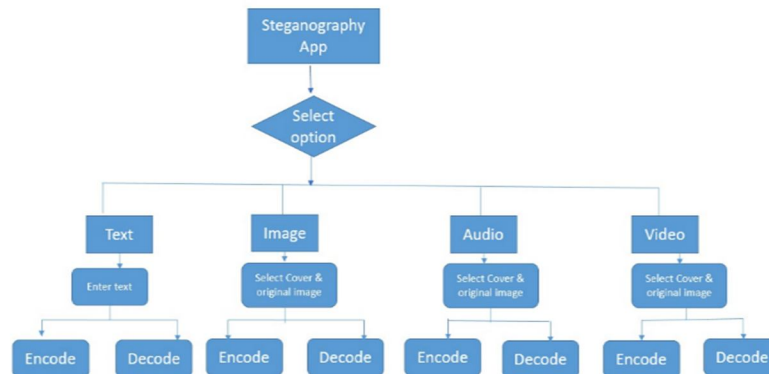 Steganography
App
Select
option
Text
Image
Audio
Video
Enter text
Select Cover &
original image
Select Cover &
original image
Select Cover &
original image
Encode
Decode
Encode
Decode
Encode
Decode
Encode
Decode